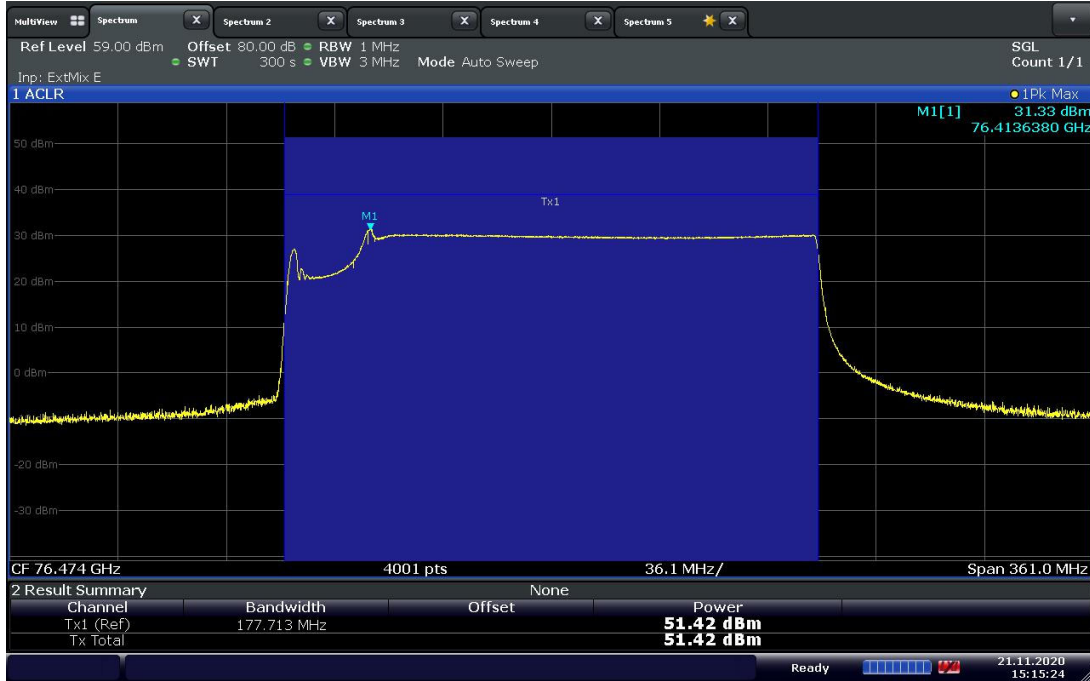 MultiView Spectrum X Spectrum 2 X Spectrum 3 X Spectrum 4 X Spectrum 5 X
Ref Level 59.00 dBm Offset 80.00 dB RBW 1 MHz SGL
SWT 300 s VBW 3 MHz Mode Auto Sweep Count 1/1
Inp: ExtMix E
1 ACLR 1Pk Max
M1[1] 31.33 dBm
76.4136380 GHz
50 dBm
40 dBm
Tx1
M1
30 dBm
20 dBm
10 dBm
0 dBm
-20 dBm
-30 dBm
CF 76.474 GHz 4001 pts 36.1 MHz/ Span 361.0 MHz
2 Result Summary None
Channel Bandwidth Offset Power
Tx1 (Ref) 177.713 MHz 51.42 dBm
Tx Total 51.42 dBm
Ready 21.11.2020
15:15:24